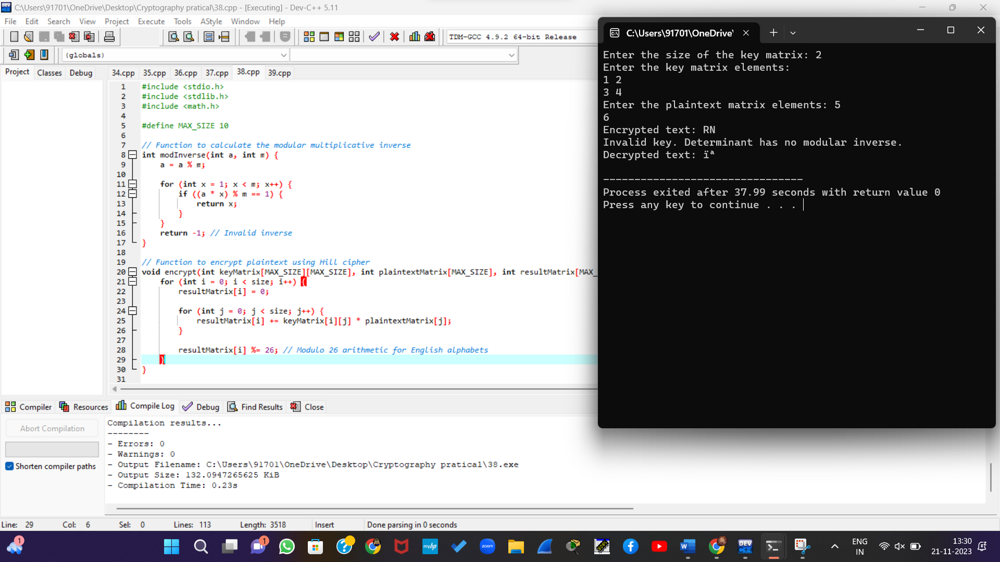 C:\Users\91701\OneDrive\Desktop\Cryptography pratical\38.cpp - [Executing] - Dev-C++ 5.11
File Edit Search View Project Execute Tools AStyle Window Help
TDM-GCC 4.9.2 64-bit Release
(globals)
Project Classes Debug
34.cpp 35.cpp 36.cpp 37.cpp 38.cpp 39.cpp
1 #include <stdio.h>
2 #include <stdlib.h>
3 #include <math.h>
4
5 #define MAX_SIZE 10
6
7 // Function to calculate the modular multiplicative inverse
8 int modInverse(int a, int m) {
9 a = a % m;
10
11 for (int x = 1; x < m; x++) {
12 if ((a * x) % m == 1) {
13 return x;
14 }
15 }
16 return -1; // Invalid inverse
17 }
18
19 // Function to encrypt plaintext using Hill cipher
20 void encrypt(int keyMatrix[MAX_SIZE][MAX_SIZE], int plaintextMatrix[MAX_SIZE], int resultMatrix[MAX_
21 for (int i = 0; i < size; i++) {
22 resultMatrix[i] = 0;
23
24 for (int j = 0; j < size; j++) {
25 resultMatrix[i] += keyMatrix[i][j] * plaintextMatrix[j];
26 }
27
28 resultMatrix[i] %= 26; // Modulo 26 arithmetic for English alphabets
29 }
30 }
31
C:\Users\91701\OneDrive'
Enter the size of the key matrix: 2
Enter the key matrix elements:
1 2
3 4
Enter the plaintext matrix elements: 5
6
Encrypted text: RN
Invalid key. Determinant has no modular inverse.
Decrypted text: ïª
--------------------------------
Process exited after 37.99 seconds with return value 0
Press any key to continue . . .
Compiler Resources Compile Log Debug Find Results Close
Abort Compilation
Shorten compiler paths
Compilation results...
--------
- Errors: 0
- Warnings: 0
- Output Filename: C:\Users\91701\OneDrive\Desktop\Cryptography pratical\38.exe
- Output Size: 132.0947265625 KiB
- Compilation Time: 0.23s
Line: 29 Col: 6 Sel: 0 Lines: 113 Length: 3518 Insert Done parsing in 0 seconds
1
1
myhp
zoom
W
DEV
C++
ENG
IN
13:30
21-11-2023